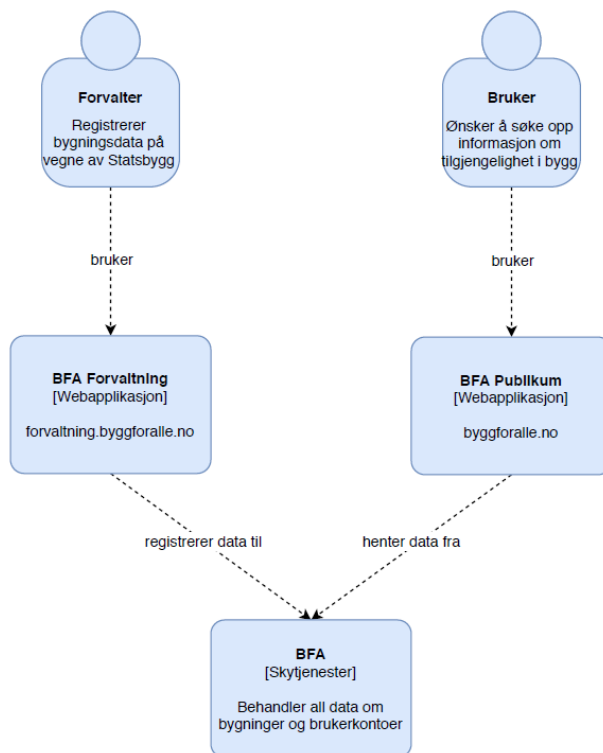 Forvalter
Registrerer
bygningsdata på
vegne av Statsbygg
Bruker
Ønsker å søke opp
informasjon om
tilgjengelighet i bygg
bruker
bruker
BFA Forvaltning
[Webapplikasjon]
forvaltning.byggforalle.no
BFA Publikum
[Webapplikasjon]
byggforalle.no
registrerer data til
henter data fra
BFA
[Skytjenester]
Behandler all data om
bygninger og brukerkontoer